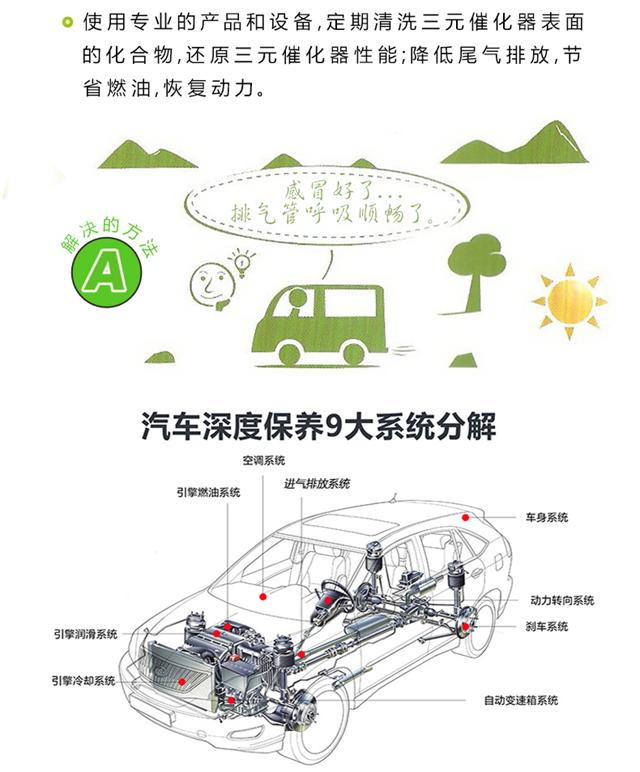 使用专业的产品和设备,定期清洗三元催化器表面
的化合物,还原三元催化器性能;降低尾气排放,节
省燃油,恢复动力。
感冒好了...
排气管呼吸顺畅了。
解决的方法
A
汽车深度保养9大系统分解
空调系统
进气排放系统
引擎燃油系统
车身系统
动力转向系统
刹车系统
引擎润滑系统
引擎冷却系统
自动变速箱系统